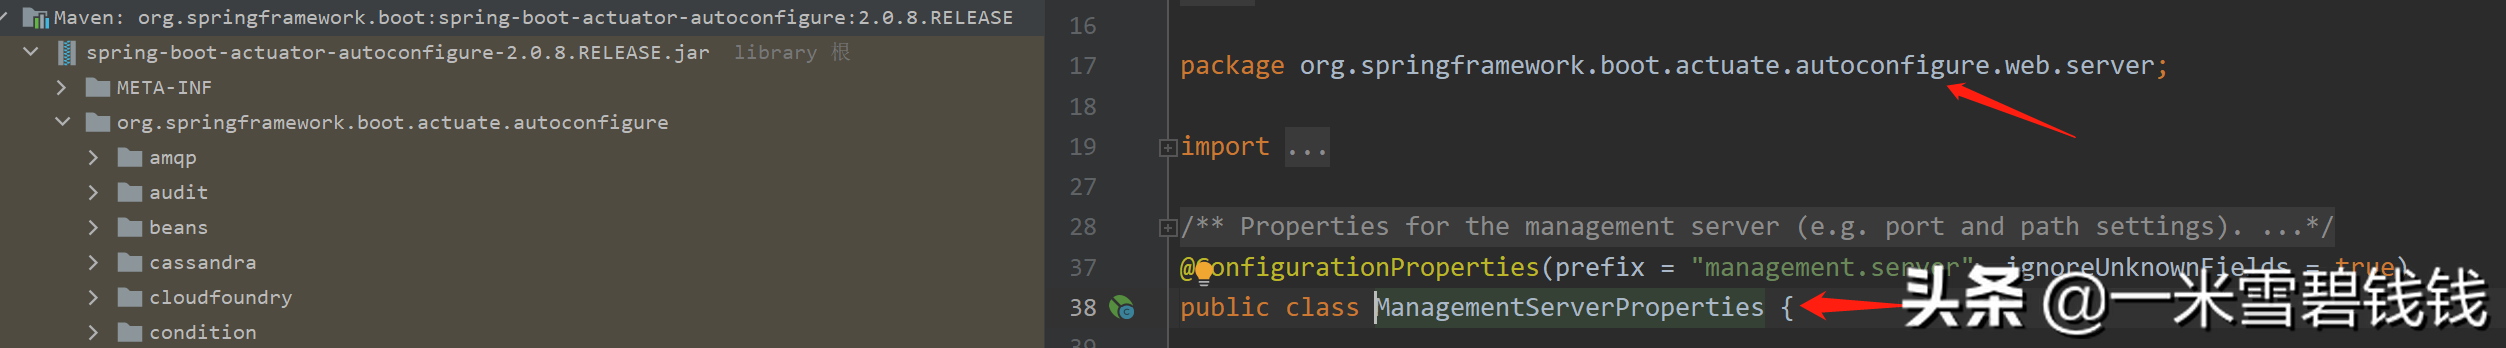 Maven: org.springframework.boot:spring-boot-actuator-autoconfigure:2.0.8.RELEASE
spring-boot-actuator-autoconfigure-2.0.8.RELEASE.jar library 根
META-INF
org.springframework.boot.actuate.autoconfigure
amqp
audit
beans
cassandra
cloudfoundry
condition
16
17 package org.springframework.boot.actuate.autoconfigure.web.server;
18
19 import ...
27
28 /** Properties for the management server (e.g. port and path settings). ...*/
37 @ConfigurationProperties(prefix = "management.server", ignoreUnknownFields = true)
38 public class ManagementServerProperties {
39
头条 @一米雪碧钱钱